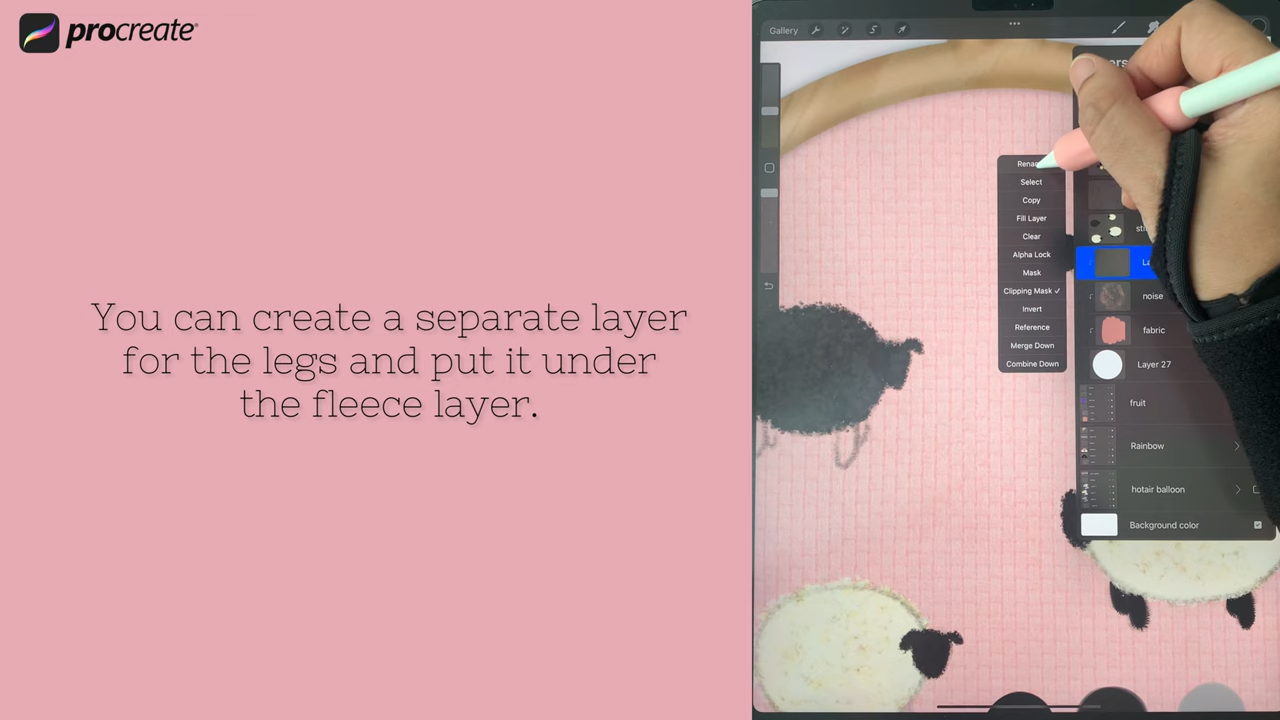 procreate
You can create a separate layer
for the legs and put it under
the fleece layer.
Gallery
Select
Copy
Fill Layer
Clear
Alpha Lock
Mask
Clipping Mask ✓
Invert
Reference
Merge Down
Combine Down
noise
fabric
Layer 27
fruit
Rainbow
hotair balloon
Background color